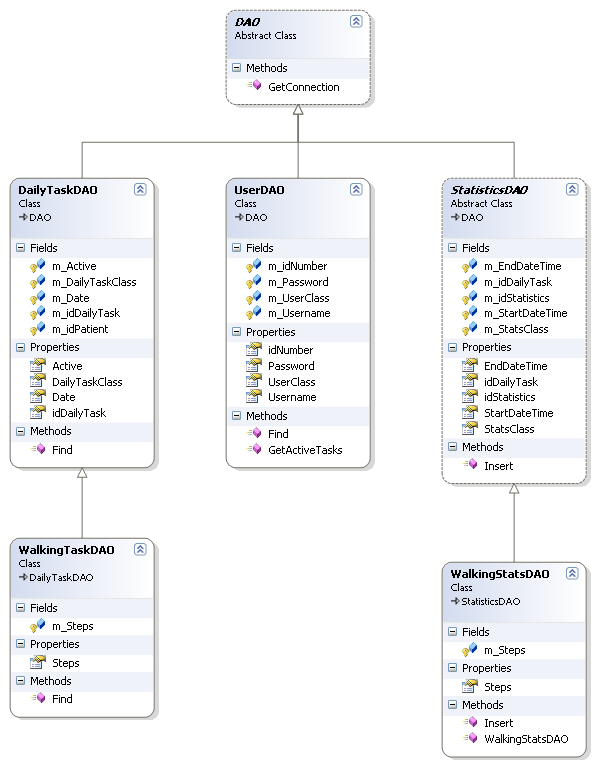 DAO
Abstract Class
Methods
GetConnection
DailyTaskDAO
Class
DAO
Fields
m_Active
m_DailyTaskClass
m_Date
m_idDailyTask
m_idPatient
Properties
Active
DailyTaskClass
Date
idDailyTask
Methods
Find
UserDAO
Class
DAO
Fields
m_idNumber
m_Password
m_UserClass
m_Username
Properties
idNumber
Password
UserClass
Username
Methods
Find
GetActiveTasks
StatisticsDAO
Abstract Class
DAO
Fields
m_EndDateTime
m_idDailyTask
m_idStatistics
m_StartDateTime
m_StatsClass
Properties
EndDateTime
idDailyTask
idStatistics
StartDateTime
StatsClass
Methods
Insert
WalkingTaskDAO
Class
DailyTaskDAO
Fields
m_Steps
Properties
Steps
Methods
Find
WalkingStatsDAO
Class
StatisticsDAO
Fields
m_Steps
Properties
Steps
Methods
Insert
WalkingStatsDAO